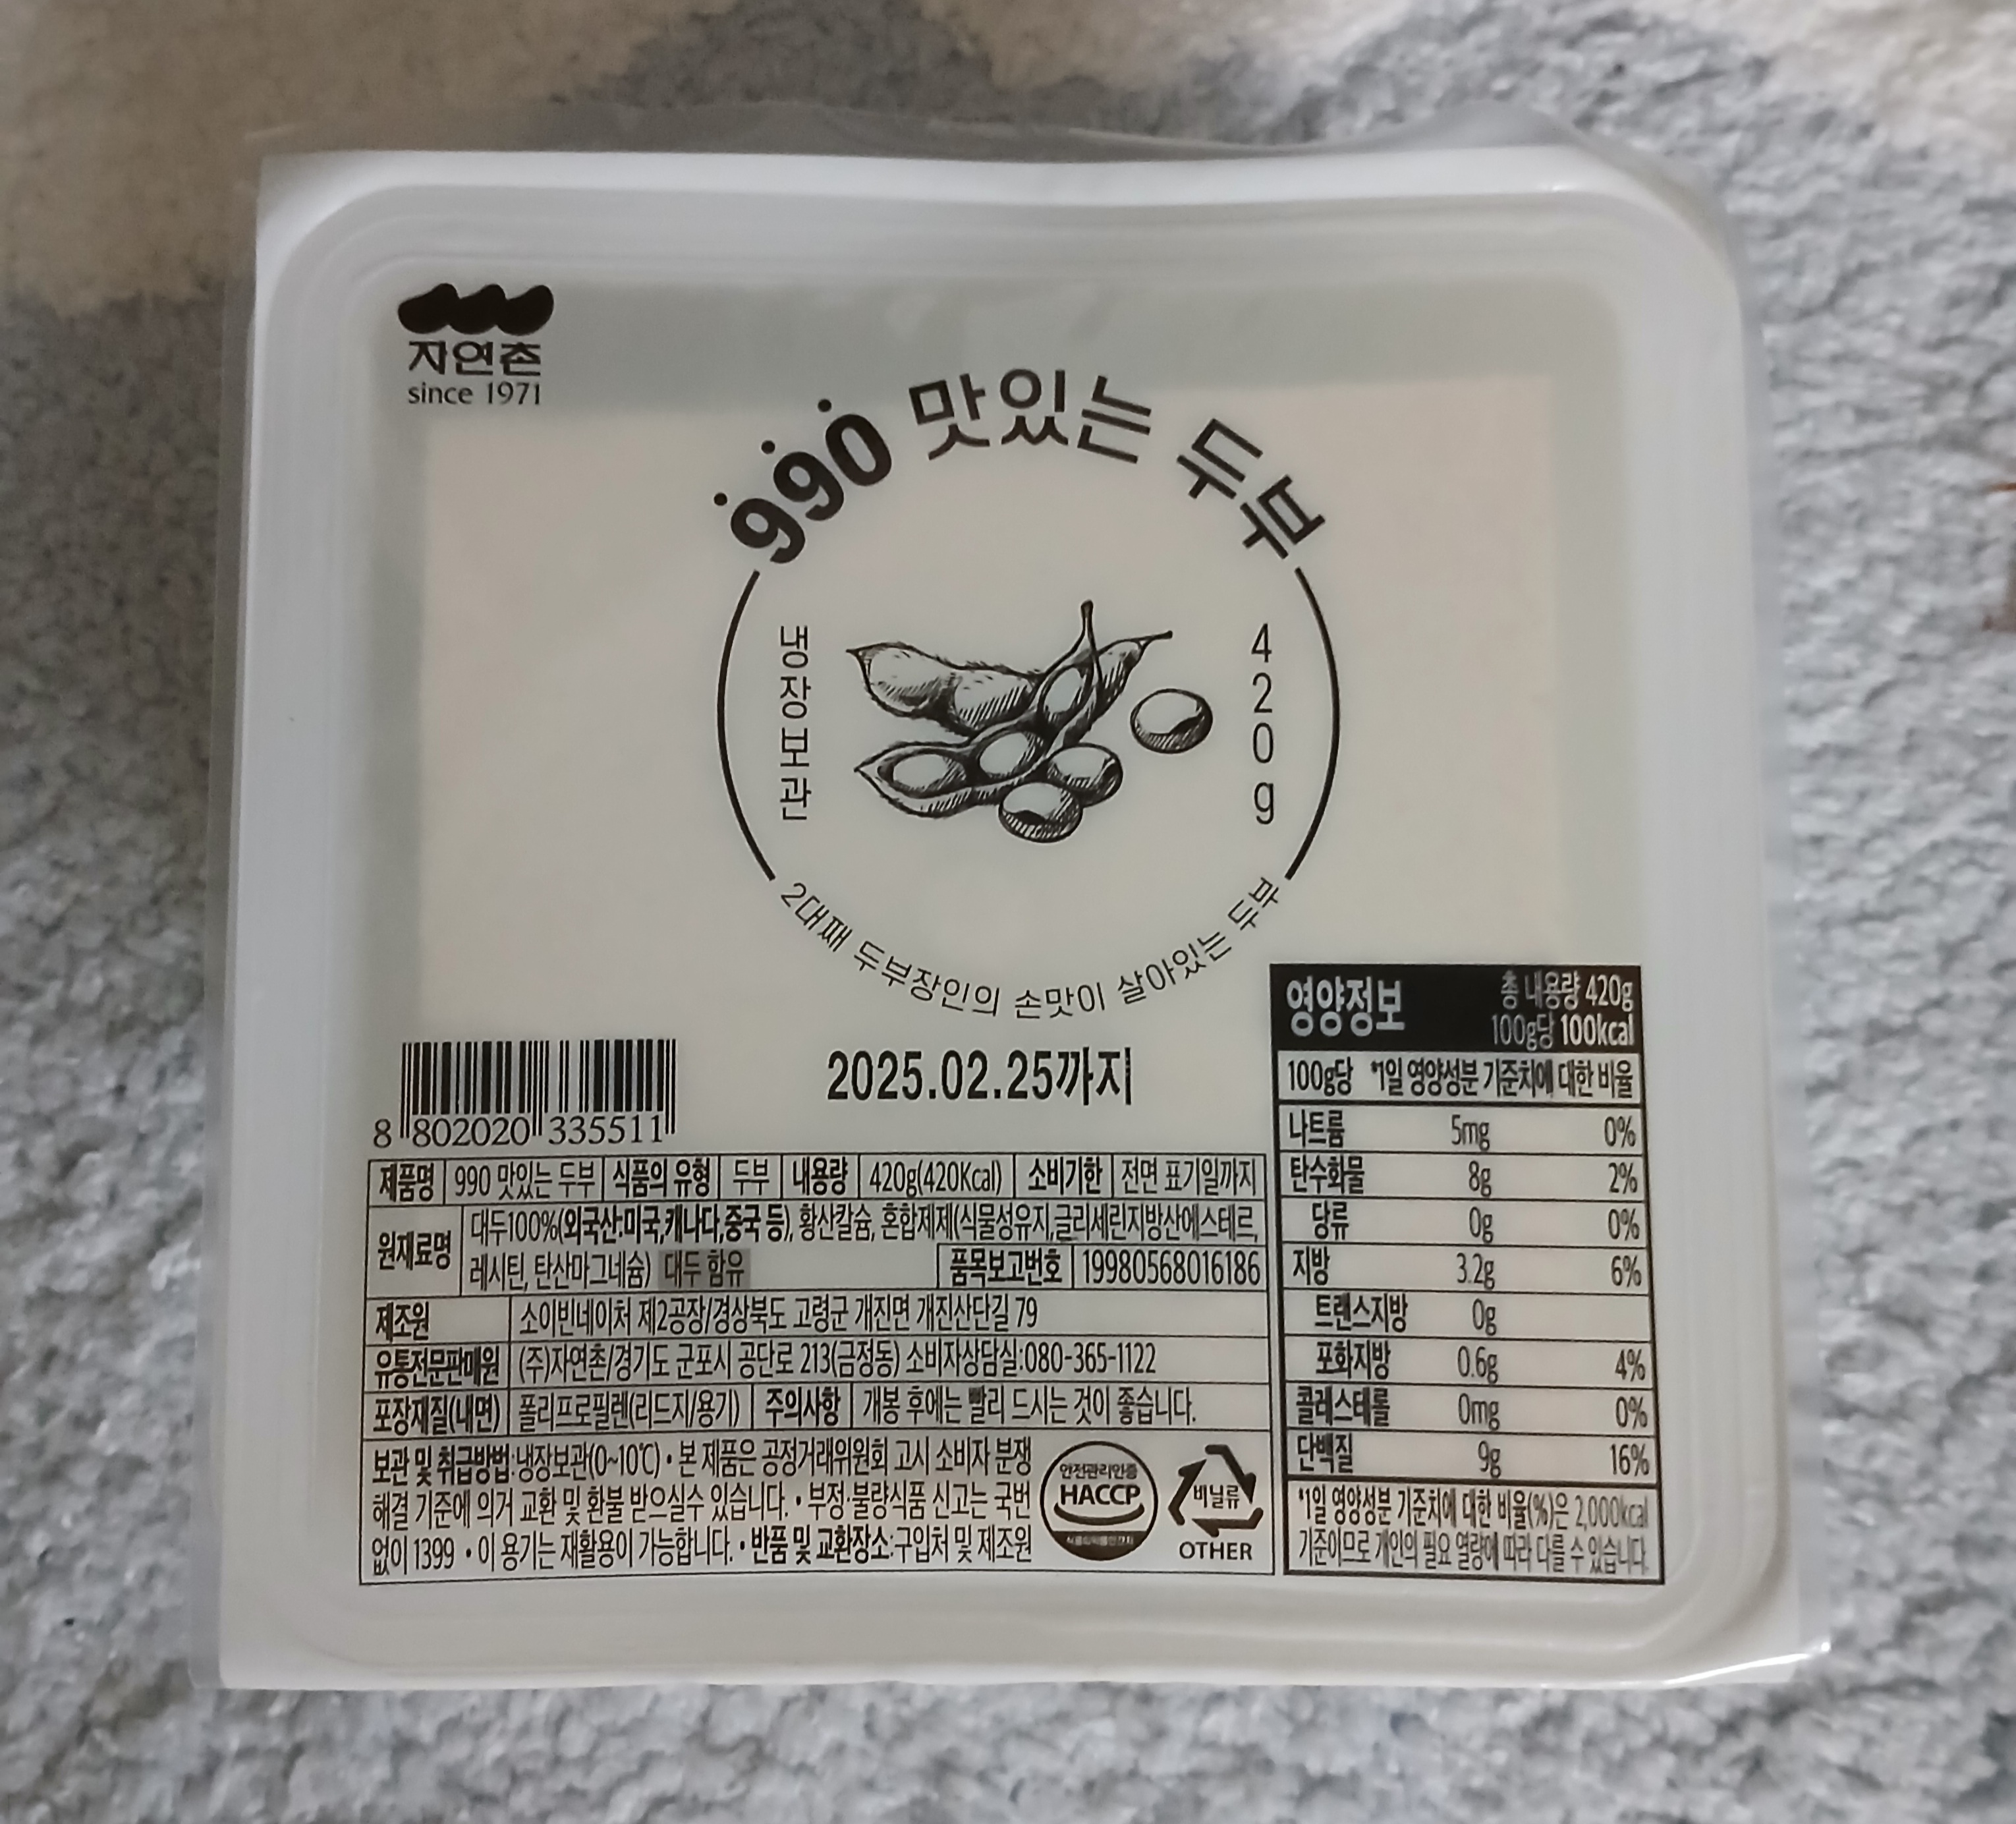 자연촌
since 1971
990 맛있는 두부
냉장보관
420g
2대째 두부장인의 손맛이 살아있는 두부
2025.02.25까지
8 802020 335511
제품명 990 맛있는 두부 식품의 유형 두부 내용량 420g(420Kcal) 소비기한 전면 표기일까지
원재료명 대두100%(외국산:미국,캐나다,중국 등), 황산칼슘, 혼합제제(식물성유지,글리세린지방산에스테르,
레시틴, 탄산마그네슘) 대두 함유 품목보고번호 19980568016186
제조원 소이빈네이처 제2공장/경상북도 고령군 개진면 개진산단길 79
유통전문판매원 (주)자연촌/경기도 군포시 공단로 213(금정동) 소비자상담실:080-365-1122
포장재질(내면) 폴리프로필렌(리드지/용기) 주의사항 개봉 후에는 빨리 드시는 것이 좋습니다.
보관 및 취급방법:냉장보관(0~10℃) • 본 제품은 공정거래위원회 고시 소비자 분쟁
해결 기준에 의거 교환 및 환불 받으실수 있습니다. • 부정·불량식품 신고는 국번
없이 1399 • 이 용기는 재활용이 가능합니다. • 반품 및 교환장소:구입처 및 제조원
안전관리인증
HACCP
비닐류
OTHER
영양정보 총 내용량 420g
100g당 100kcal
100g당 *1일 영양성분 기준치에 대한 비율
나트륨 5mg 0%
탄수화물 8g 2%
당류 0g 0%
지방 3.2g 6%
트랜스지방 0g
포화지방 0.6g 4%
콜레스테롤 0mg 0%
단백질 9g 16%
*1일 영양성분 기준치에 대한 비율(%)은 2,000kcal
기준이므로 개인의 필요 열량에 따라 다를 수 있습니다.